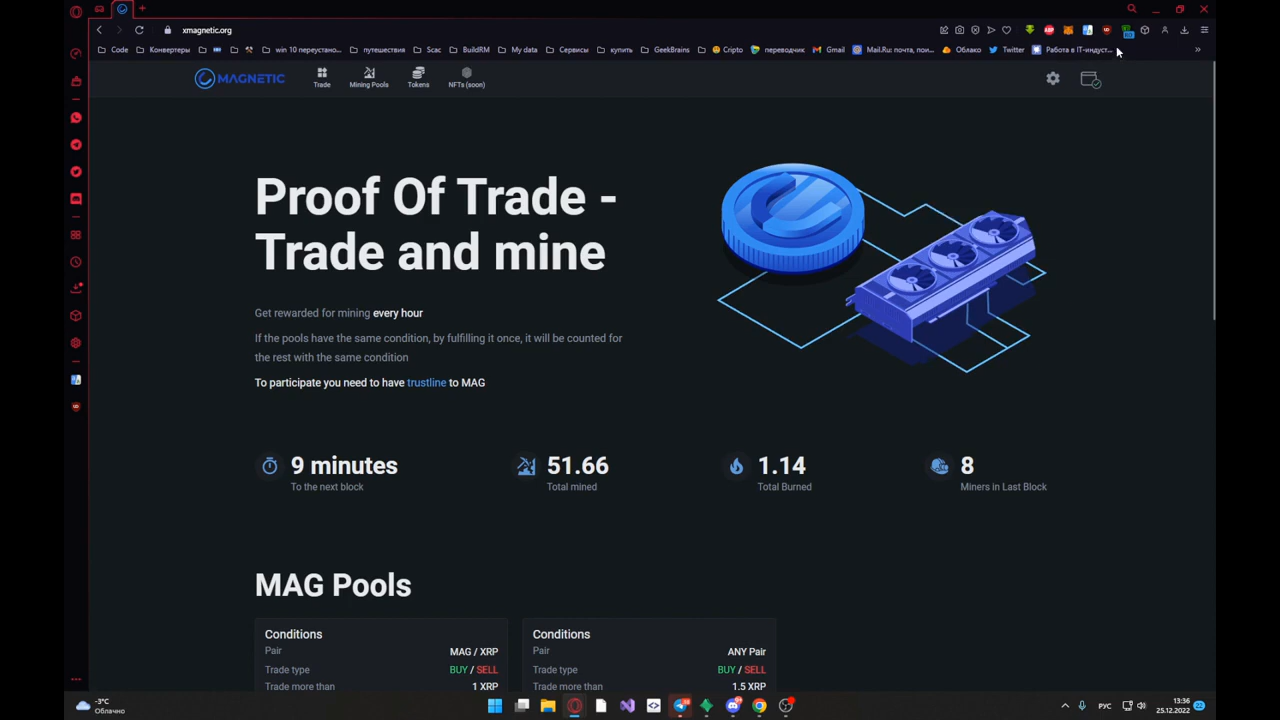 xmagnetic.org
Code
Конвертеры
win 10 переустано...
путешествия
Scac
BuildRM
My data
Сервисы
купить
GeekBrains
Cripto
переводчик
Gmail
Mail.Ru: почта, пои...
Облако
Twitter
Работа в IT-индуст...
»
MAGNETIC
Trade
Mining Pools
Tokens
NFTs (soon)
Proof Of Trade -
Trade and mine
Get rewarded for mining every hour
If the pools have the same condition, by fulfilling it once, it will be counted for
the rest with the same condition
To participate you need to have trustline to MAG
9 minutes
To the next block
51.66
Total mined
1.14
Total Burned
8
Miners in Last Block
MAG Pools
Conditions
Pair MAG / XRP
Trade type BUY / SELL
Trade more than 1 XRP
Conditions
Pair ANY Pair
Trade type BUY / SELL
Trade more than 1.5 XRP
-3°C
Облачно
РУС
13:36
25.12.2022
22